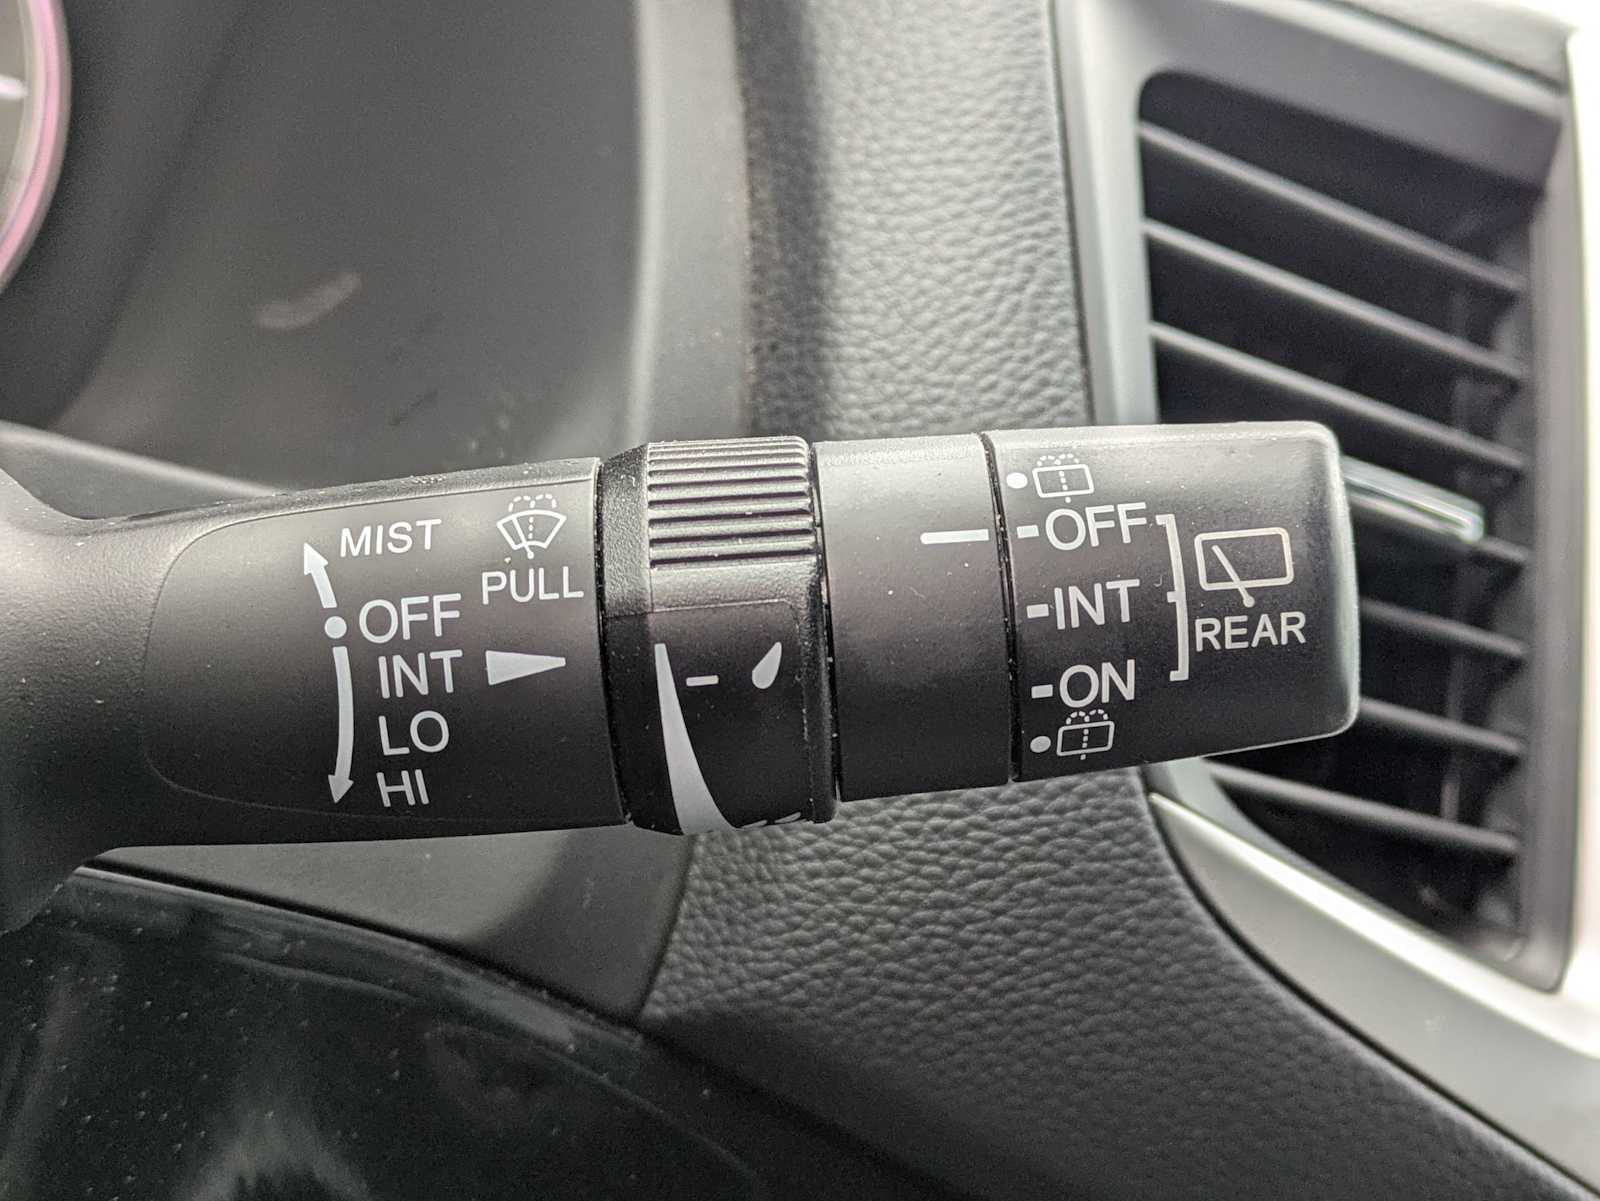 MIST
PULL
OFF
INT
LO
HI
OFF
INT
ON
REAR